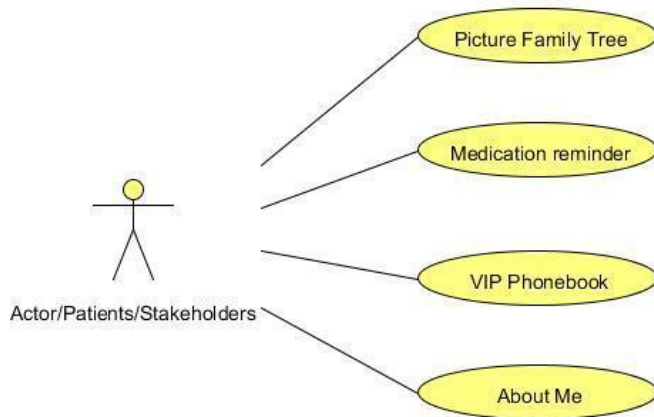 Picture Family Tree
Medication reminder
Actor/Patients/Stakeholders
VIP Phonebook
About Me